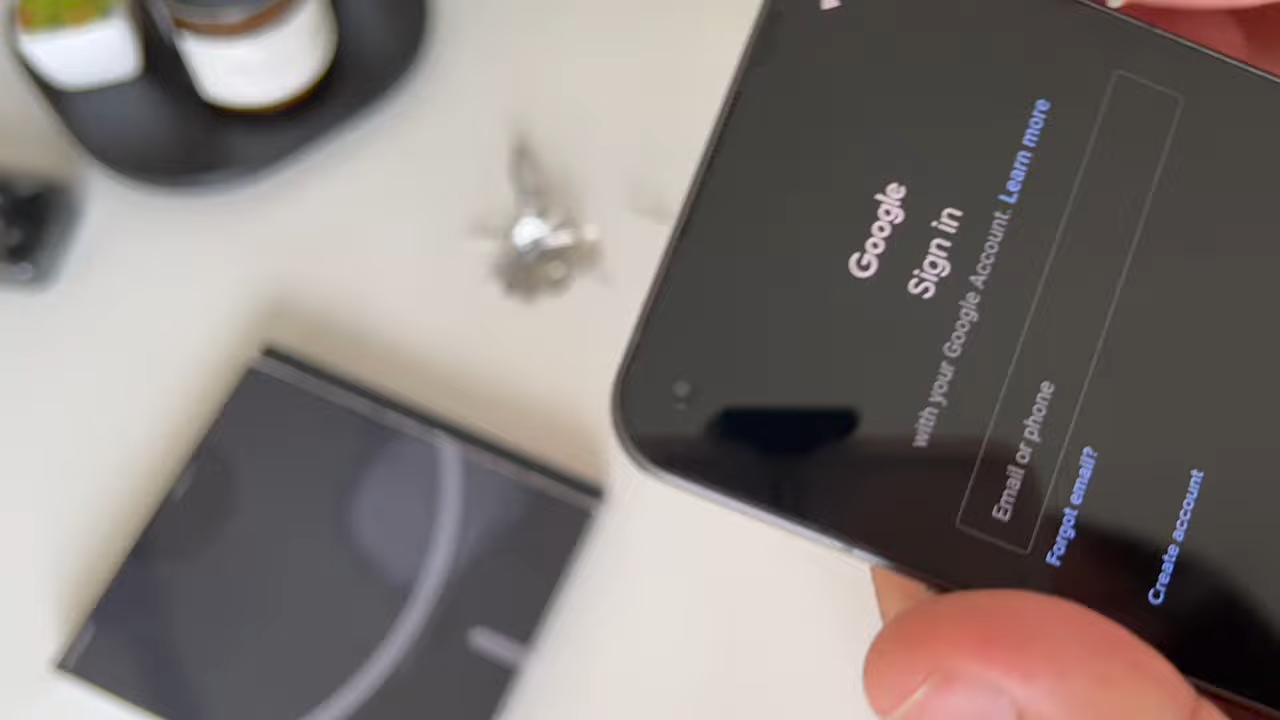 Google
Sign in
with your Google Account. Learn more
Email or phone
Forgot email?
Create account